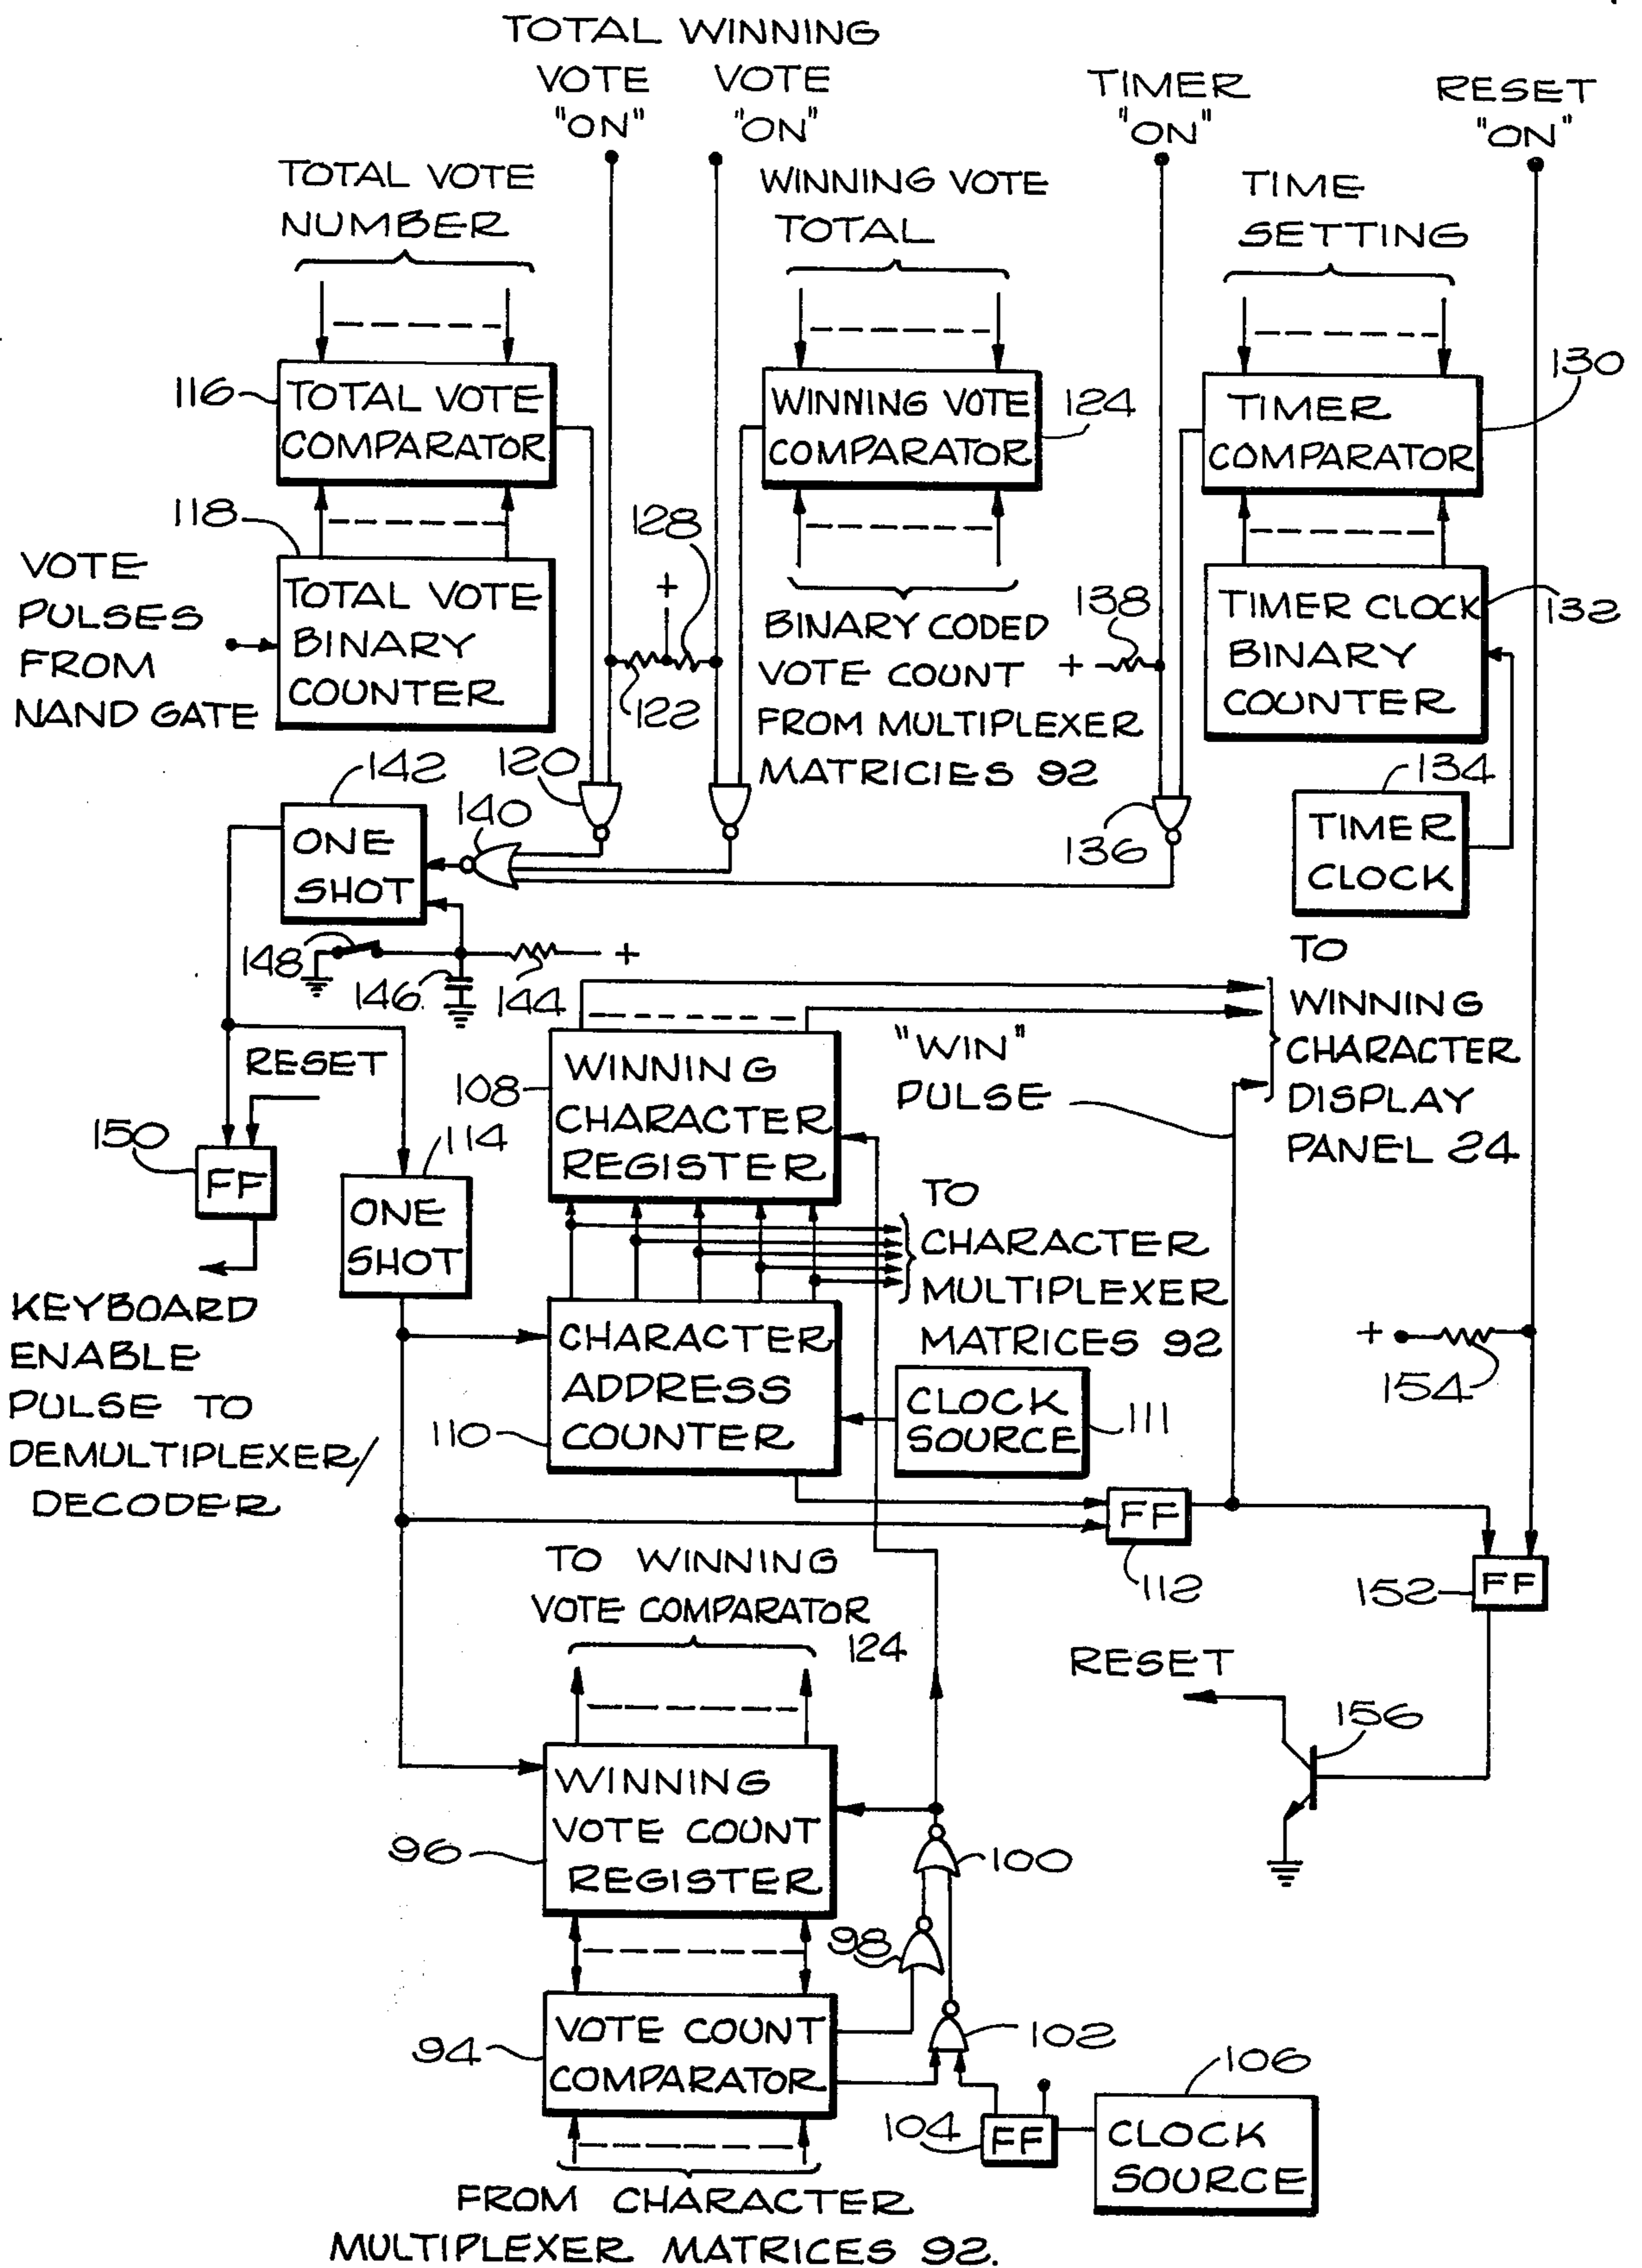 TOTAL WINNING
VOTE VOTE
"ON" "ON"
TIMER
"ON"
RESET
"ON"
TOTAL VOTE
NUMBER
WINNING VOTE
TOTAL
TIME
SETTING
116
TOTAL VOTE
COMPARATOR
WINNING VOTE
COMPARATOR
124
TIMER
COMPARATOR
130
118
VOTE
PULSES
FROM
NAND GATE
TOTAL VOTE
BINARY
COUNTER
128
+
122
BINARY CODED
VOTE COUNT
FROM MULTIPLEXER
MATRICIES 92
138
+
TIMER CLOCK
BINARY
COUNTER
132
142
120
140
ONE
SHOT
136
134
TIMER
CLOCK
148
146
144
+
TO
WINNING
CHARACTER
DISPLAY
PANEL 24
RESET
108
WINNING
CHARACTER
REGISTER
"WIN"
PULSE
150
FF
114
ONE
SHOT
TO
CHARACTER
MULTIPLEXER
MATRICES 92
KEYBOARD
ENABLE
PULSE TO
DEMULTIPLEXER/
DECODER
110
CHARACTER
ADDRESS
COUNTER
CLOCK
SOURCE
111
+
154
FF
112
152
FF
TO WINNING
VOTE COMPARATOR
124
RESET
156
96
WINNING
VOTE COUNT
REGISTER
100
98
94
VOTE COUNT
COMPARATOR
102
104
FF
106
CLOCK
SOURCE
FROM CHARACTER
MULTIPLEXER MATRICES 92.